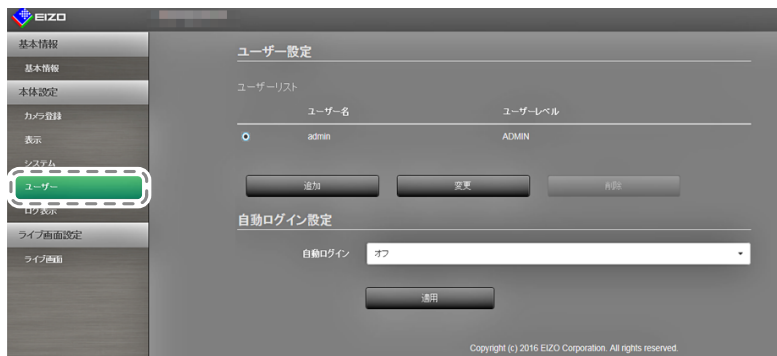 EIZO
基本情報
基本情報
本体設定
カメラ登録
表示
システム
ユーザー
ログ表示
ライブ画面設定
ライブ画面
ユーザー設定
ユーザーリスト
ユーザー名 ユーザーレベル
admin ADMIN
追加 変更 削除
自動ログイン設定
自動ログイン オフ
適用
Copyright (c) 2016 EIZO Corporation. All rights reserved.